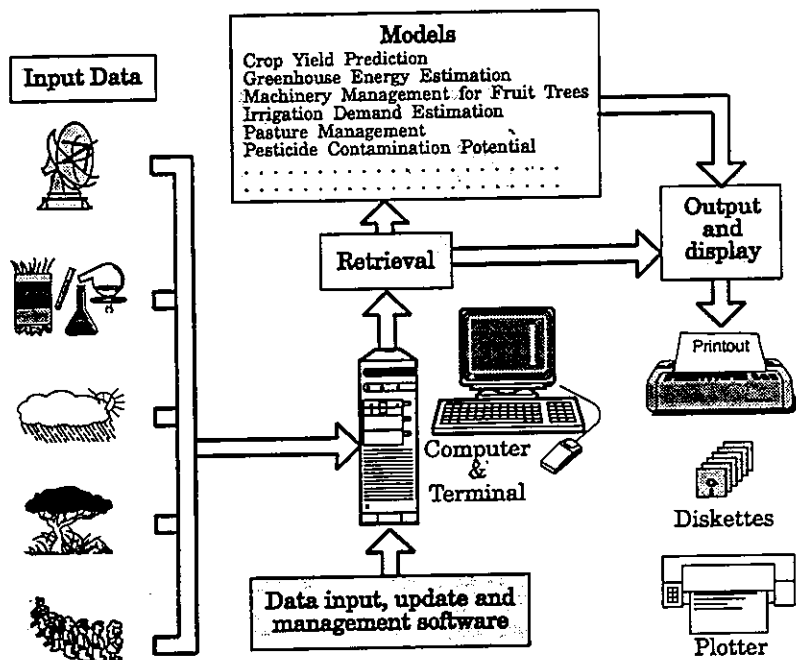 Input Data
Models
Crop Yield Prediction
Greenhouse Energy Estimation
Machinery Management for Fruit Trees
Irrigation Demand Estimation
Pasture Management
Pesticide Contamination Potential
Retrieval
Output
and
display
Printout
Computer
&
Terminal
Diskettes
Data input, update and
management software
Plotter